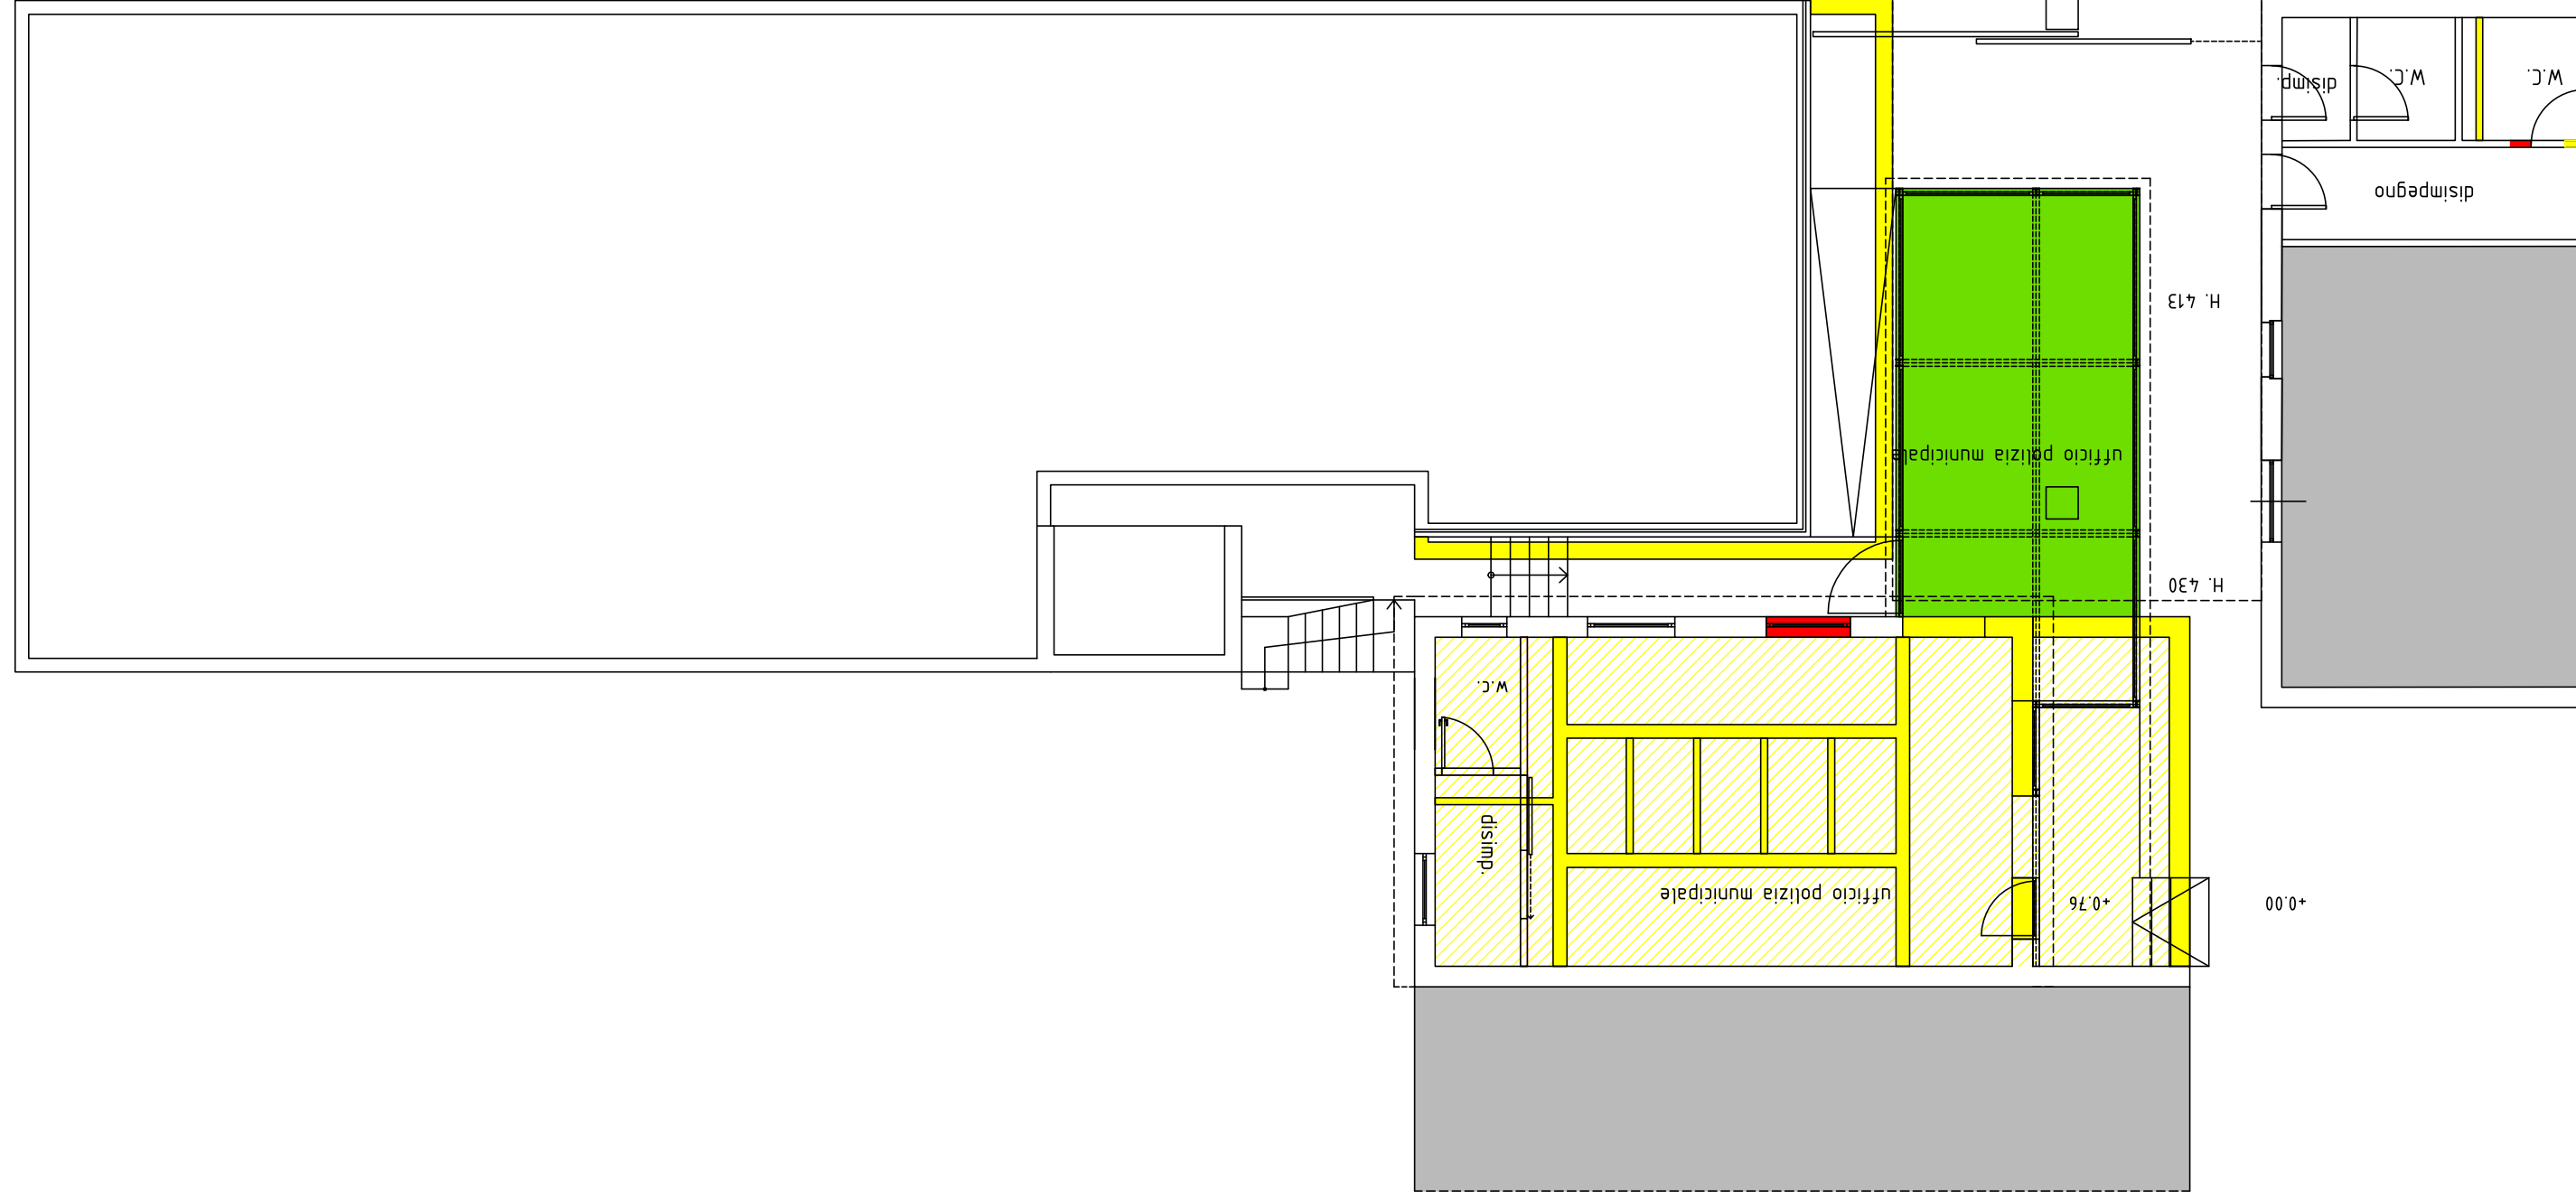 disimp.
W.C.
W.C.
disimpegno
H. 413
ufficio polizia municipale
H. 430
w.c.
disimp.
ufficio polizia municipale
+0.76
+0.00